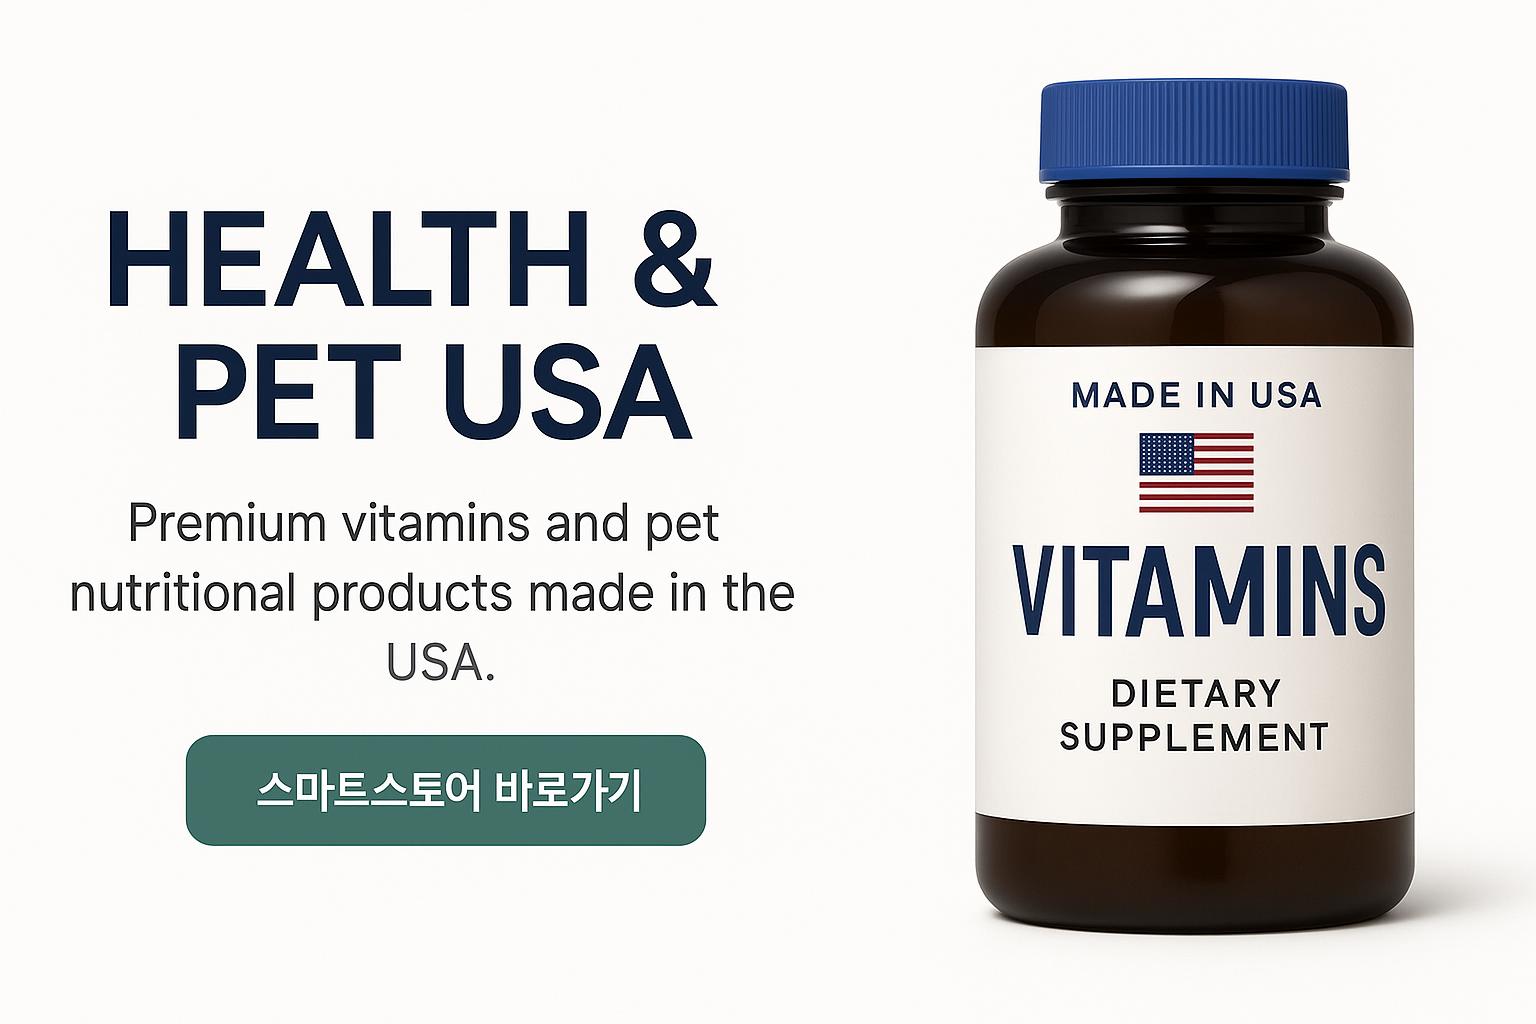 HEALTH &
PET USA
Premium vitamins and pet
nutritional products made in the
USA.
스마트스토어 바로가기
MADE IN USA
VITAMINS
DIETARY
SUPPLEMENT